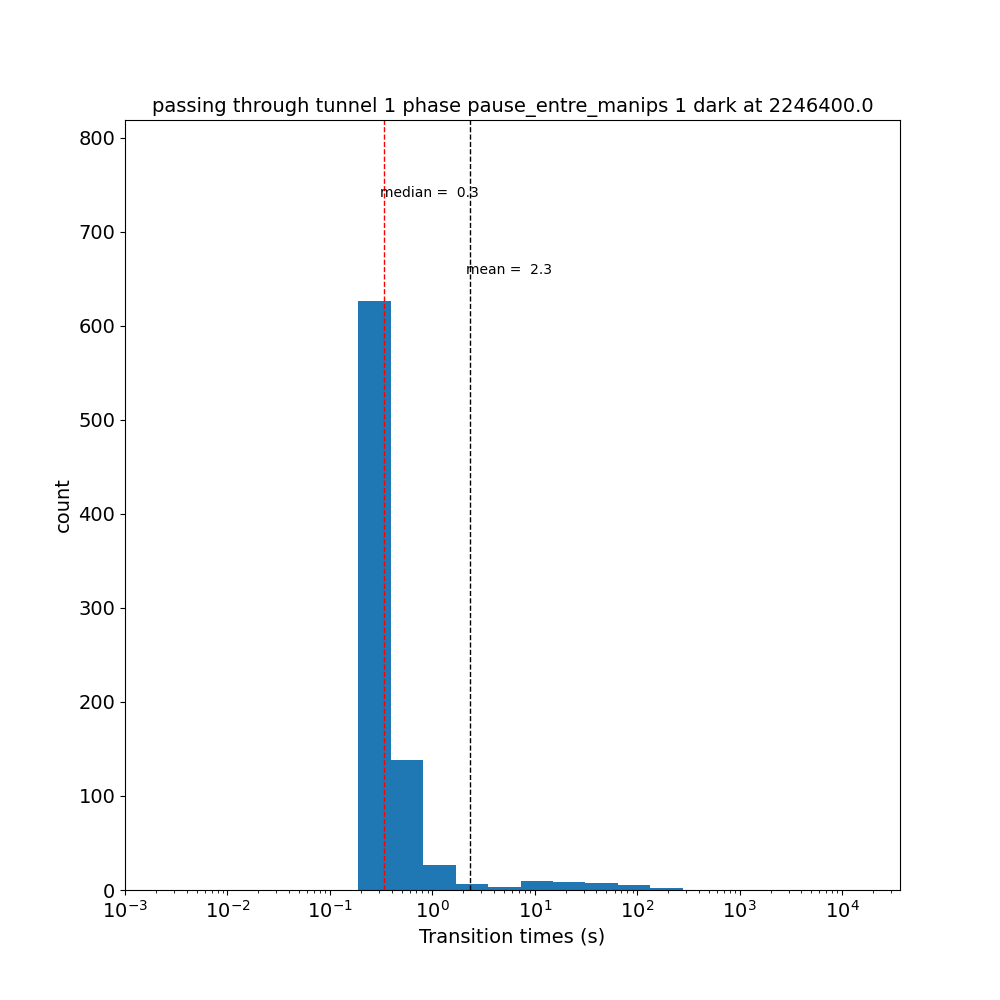 passing through tunnel 1 phase pause_entre_manips 1 dark at 2246400.0
800
median =  0.3
700
mean =  2.3
600
500
count
400
300
200
100
0
10⁻³ 10⁻² 10⁻¹ 10⁰ 10¹ 10² 10³ 10⁴
Transition times (s)